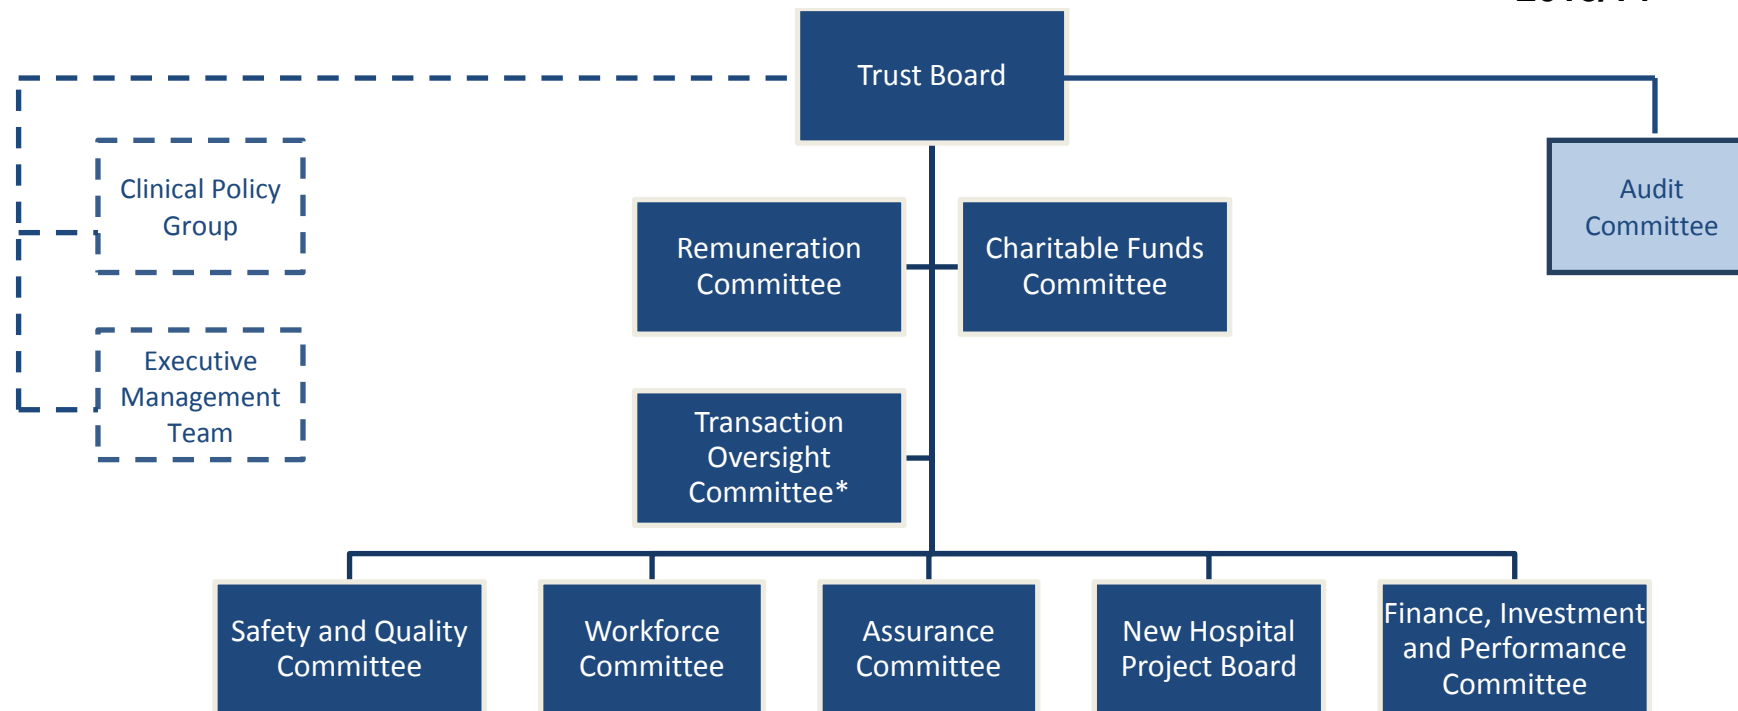 Trust Board
Clinical Policy
Group
Audit
Committee
Remuneration
Committee
Charitable Funds
Committee
Executive
Management
Team
Transaction
Oversight
Committee*
Safety and Quality
Committee
Workforce
Committee
Assurance
Committee
New Hospital
Project Board
Finance, Investment
and Performance
Committee